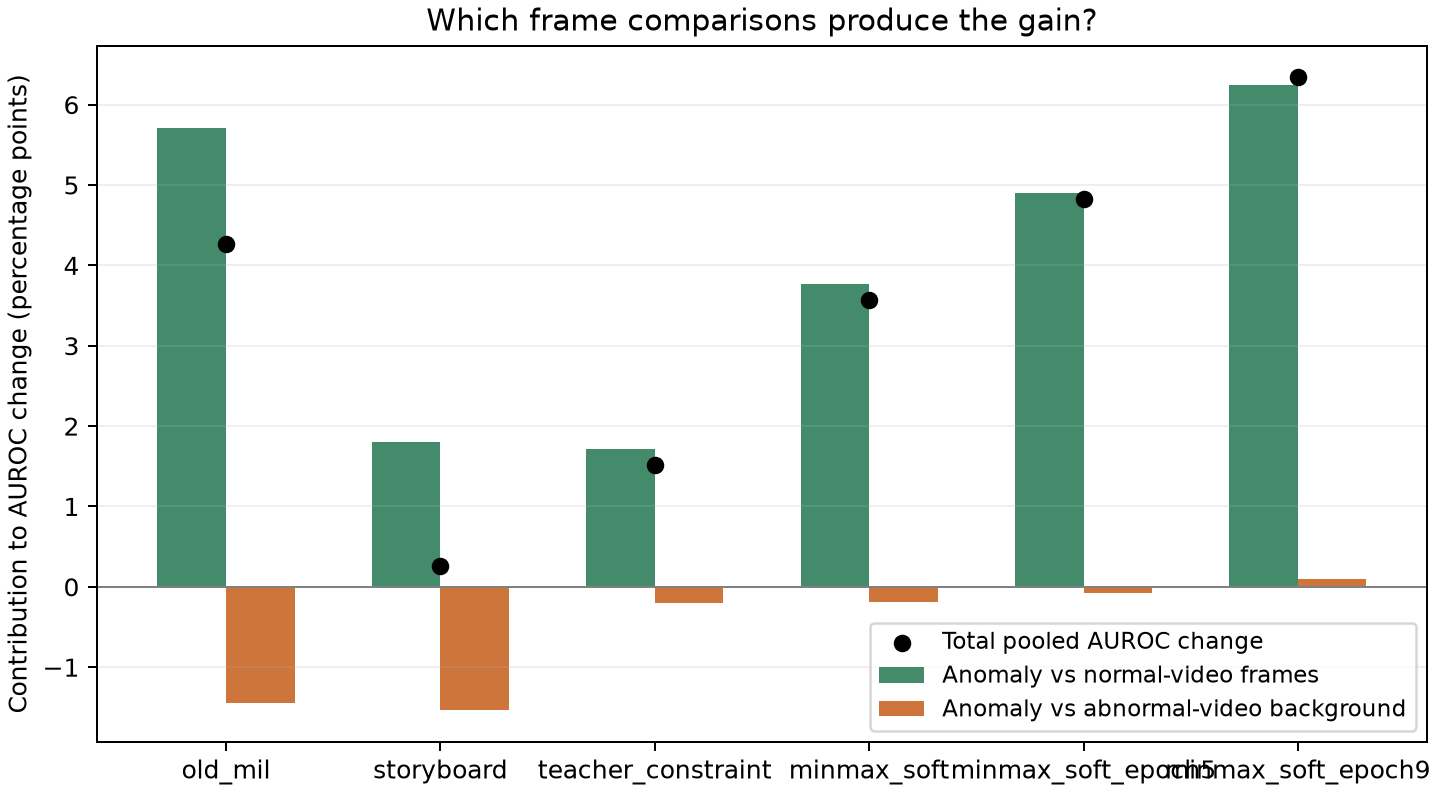 Which frame comparisons produce the gain?
Contribution to AUROC change (percentage points)
6
5
4
3
2
1
0
−1
Total pooled AUROC change
Anomaly vs normal-video frames
Anomaly vs abnormal-video background
old_mil storyboard teacher_constraint minmax_soft minmax_soft_epoch5 minmax_soft_epoch9